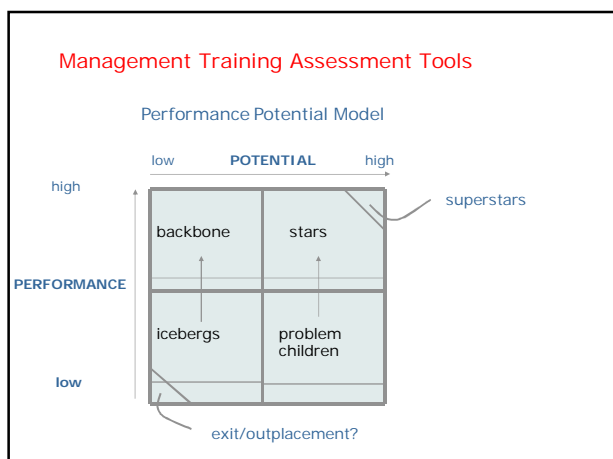 Management Training Assessment Tools
Performance Potential Model
low POTENTIAL high
high
superstars
backbone stars
PERFORMANCE
icebergs problem
children
low
exit/outplacement?